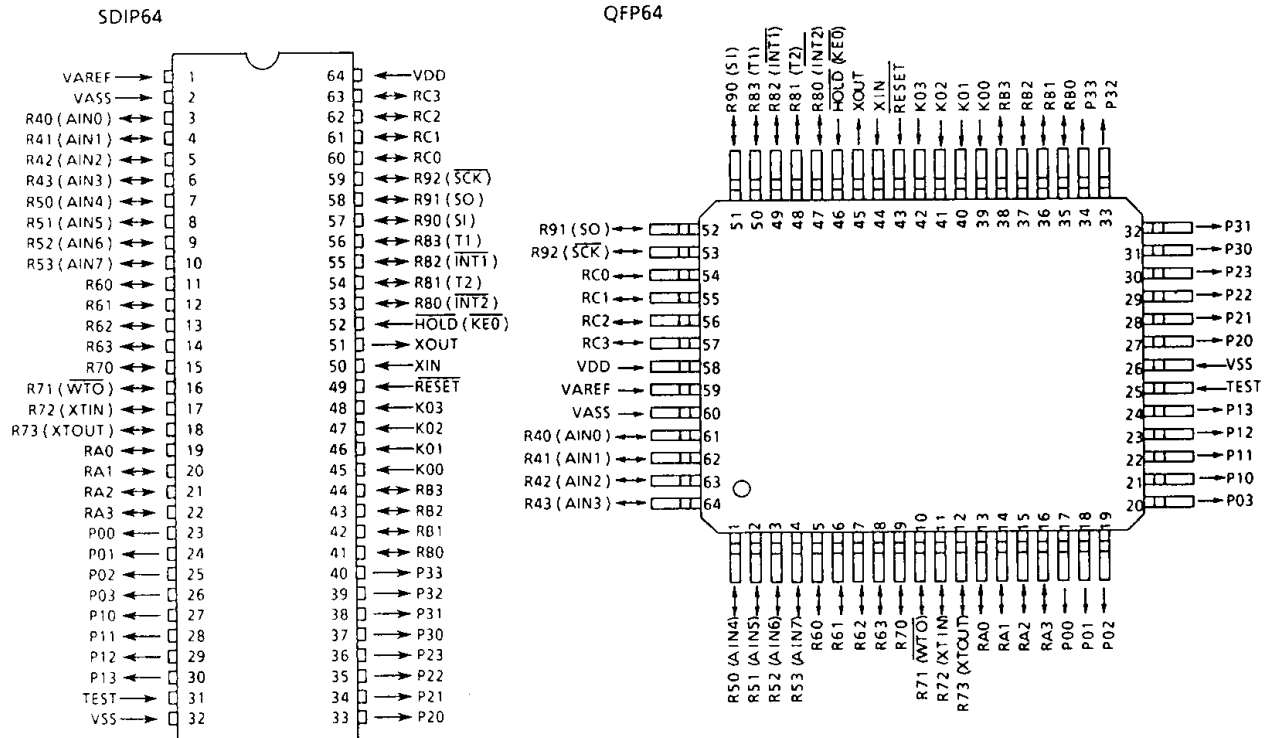 SDIP64
VAREF 1 64 VDD
VASS 2 63 RC3
R40 (AIN0) 3 62 RC2
R41 (AIN1) 4 61 RC1
R42 (AIN2) 5 60 RC0
R43 (AIN3) 6 59 R92 (SCK)
R50 (AIN4) 7 58 R91 (SO)
R51 (AIN5) 8 57 R90 (SI)
R52 (AIN6) 9 56 R83 (T1)
R53 (AIN7) 10 55 R82 (INT1)
R60 11 54 R81 (T2)
R61 12 53 R80 (INT2)
R62 13 52 HOLD (KE0)
R63 14 51 XOUT
R70 15 50 XIN
R71 (WTO) 16 49 RESET
R72 (XTIN) 17 48 K03
R73 (XTOUT) 18 47 K02
RA0 19 46 K01
RA1 20 45 K00
RA2 21 44 RB3
RA3 22 43 RB2
P00 23 42 RB1
P01 24 41 RB0
P02 25 40 P33
P03 26 39 P32
P10 27 38 P31
P11 28 37 P30
P12 29 36 P23
P13 30 35 P22
TEST 31 34 P21
VSS 32 33 P20
QFP64
R90 (SI)
R83 (T1)
R82 (INT1)
R81 (T2)
R80 (INT2)
HOLD (KE0)
XOUT
XIN
RESET
K03
K02
K01
K00
RB3
RB2
RB1
RB0
P33
P32
51 50 49 48 47 46 45 44 43 42 41 40 39 38 37 36 35 34 33
R91 (SO) 52
R92 (SCK) 53
RC0 54
RC1 55
RC2 56
RC3 57
VDD 58
VAREF 59
VASS 60
R40 (AIN0) 61
R41 (AIN1) 62
R42 (AIN2) 63
R43 (AIN3) 64
32 P31
31 P30
30 P23
29 P22
28 P21
27 P20
26 VSS
25 TEST
24 P13
23 P12
22 P11
21 P10
20 P03
1 2 3 4 5 6 7 8 9 10 11 12 13 14 15 16 17 18 19
R50 (AIN4)
R51 (AIN5)
R52 (AIN6)
R53 (AIN7)
R60
R61
R62
R63
R70
R71 (WTO)
R72 (XTIN)
R73 (XTOUT)
RA0
RA1
RA2
RA3
P00
P01
P02